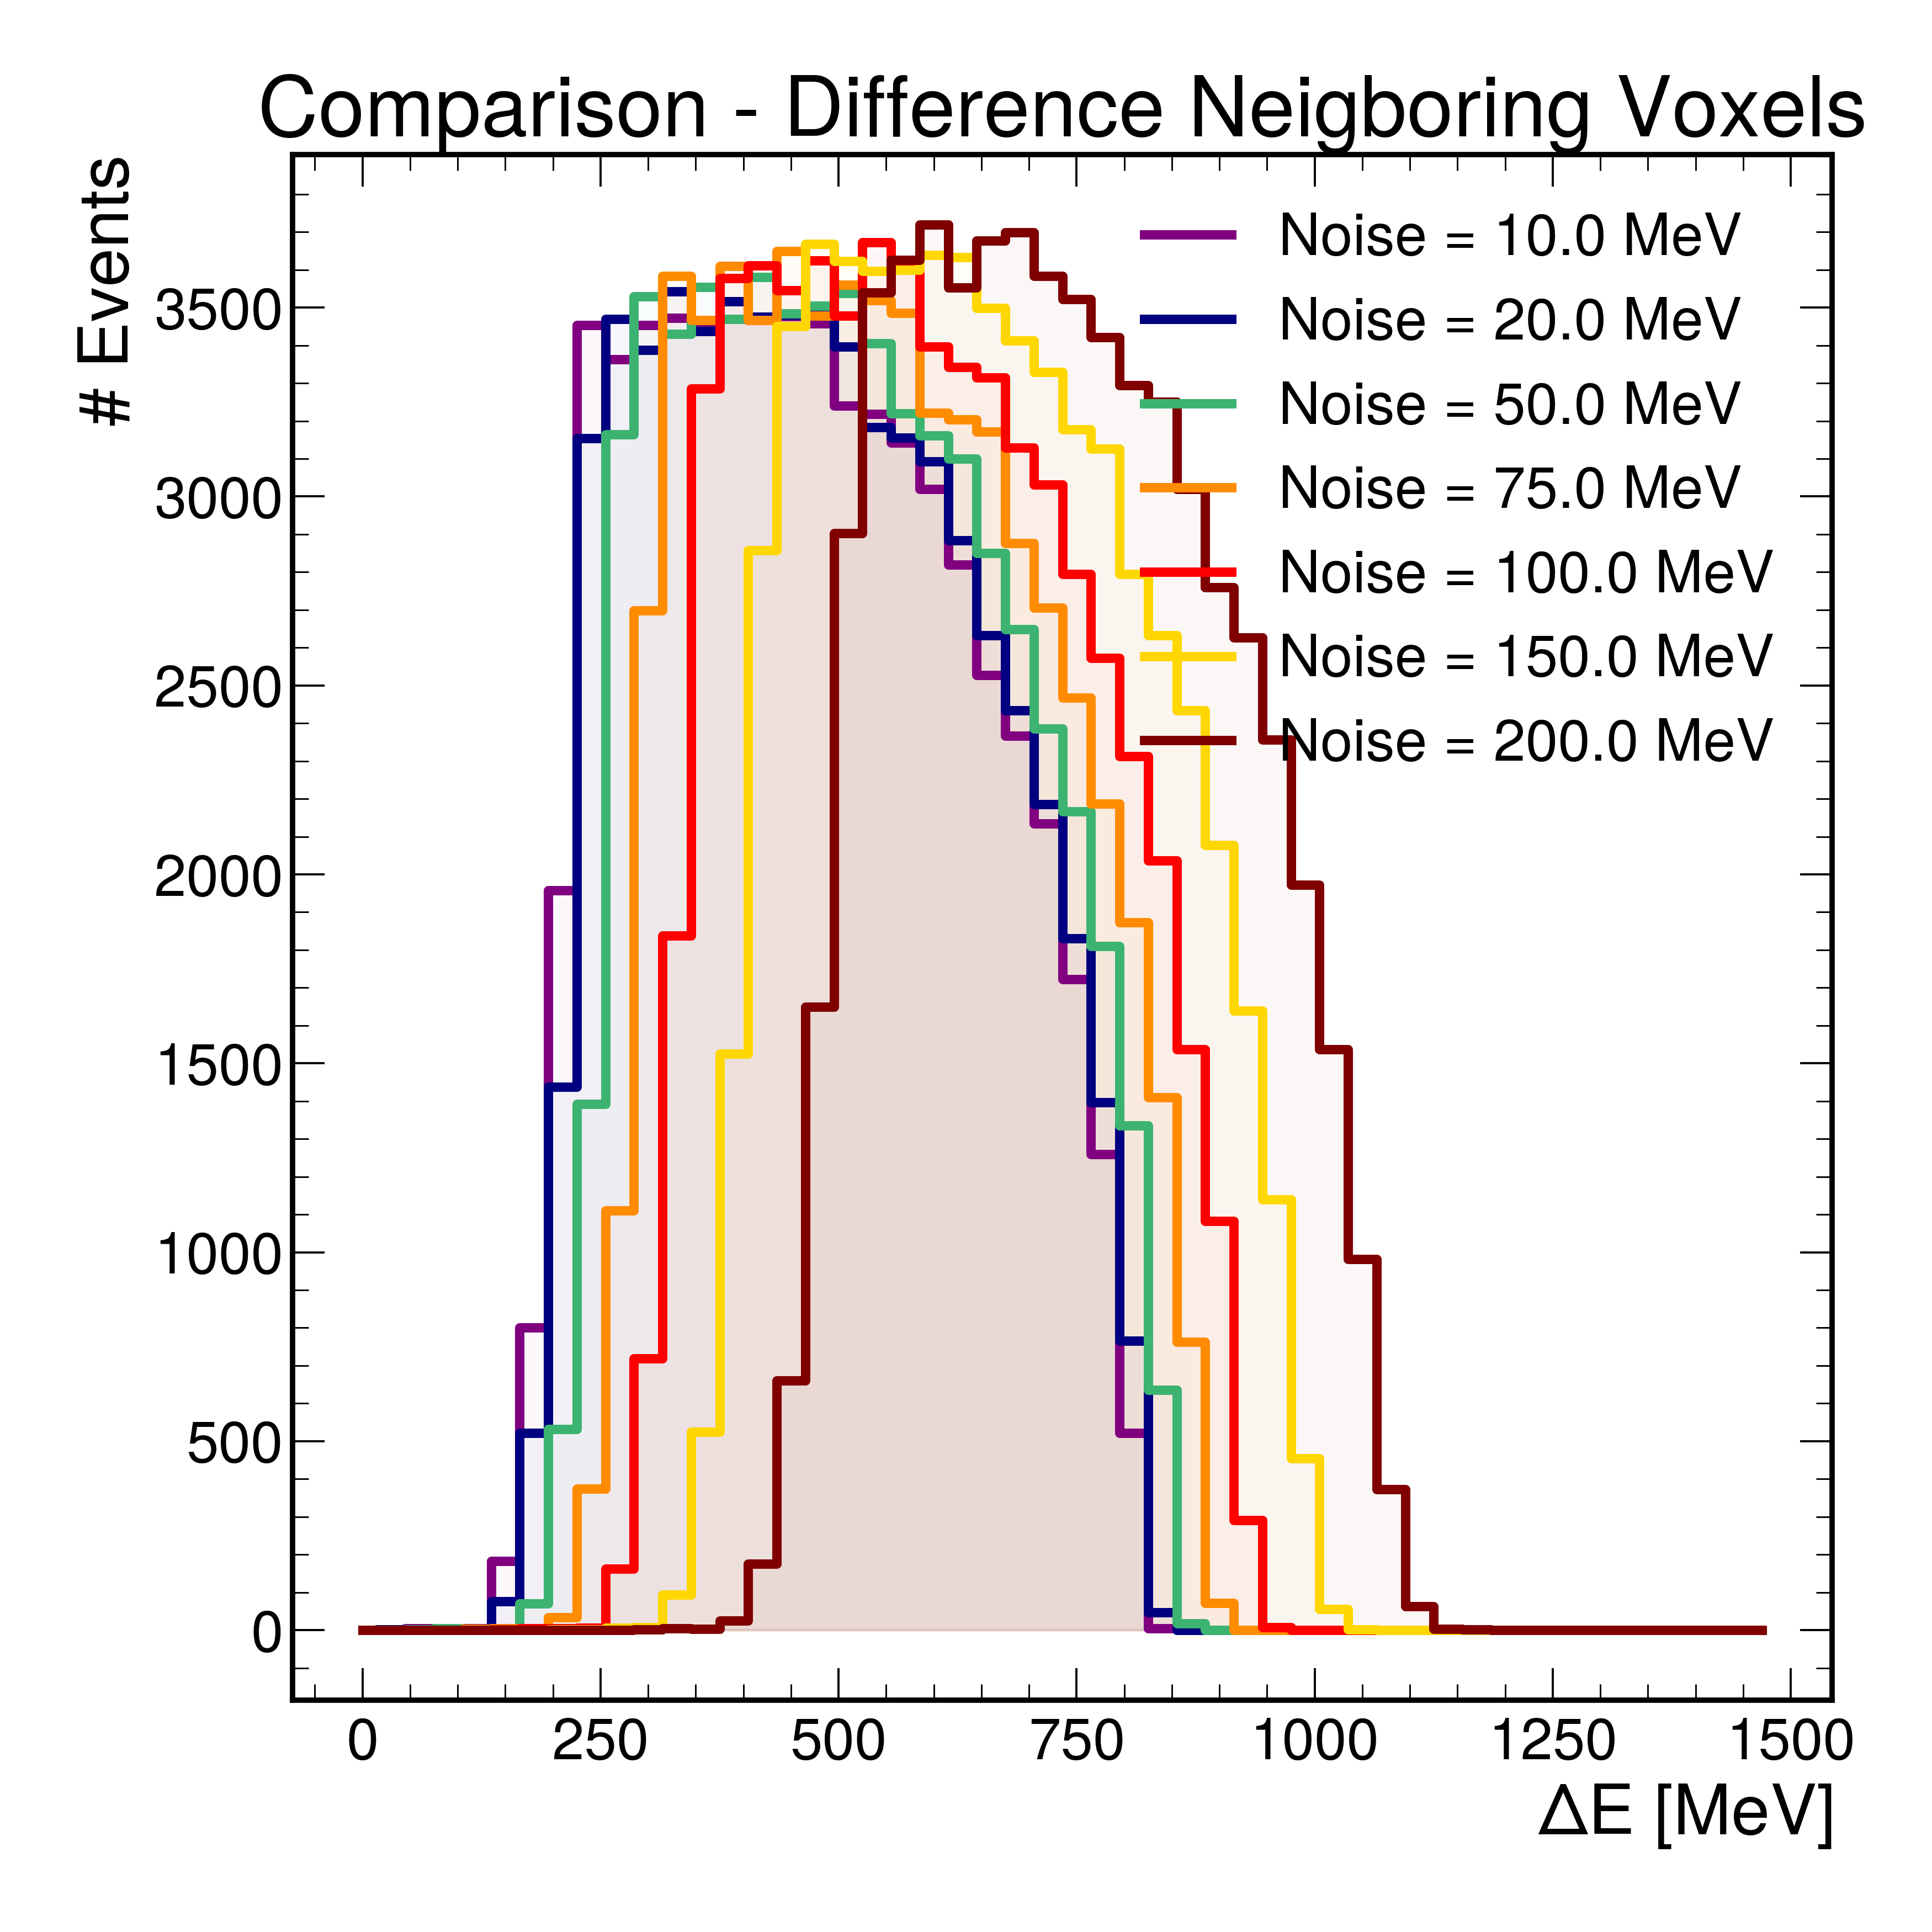 Comparison - Difference Neigboring Voxels
# Events
Noise = 10.0 MeV
Noise = 20.0 MeV
Noise = 50.0 MeV
Noise = 75.0 MeV
Noise = 100.0 MeV
Noise = 150.0 MeV
Noise = 200.0 MeV
3500
3000
2500
2000
1500
1000
500
0
0 250 500 750 1000 1250 1500
ΔE [MeV]